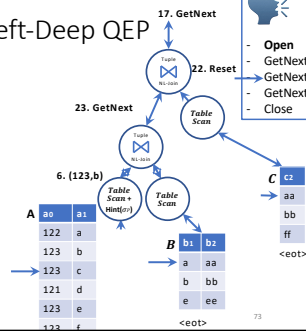 eft-Deep QEP
17. GetNext
- Open
- GetNext
- GetNext
- GetNext
- Close
22. Reset
Tuple
NL-Join
23. GetNext
Table
Scan
Tuple
NL-Join
6. (123,b)
Table
Scan +
Table
Scan
A
a0 a1
122 a
123 b
123 c
121 d
123 e
123 f
B
b1 b2
a aa
b bb
e ee
<eot>
C
c2
aa
bb
ff
<eot>
73